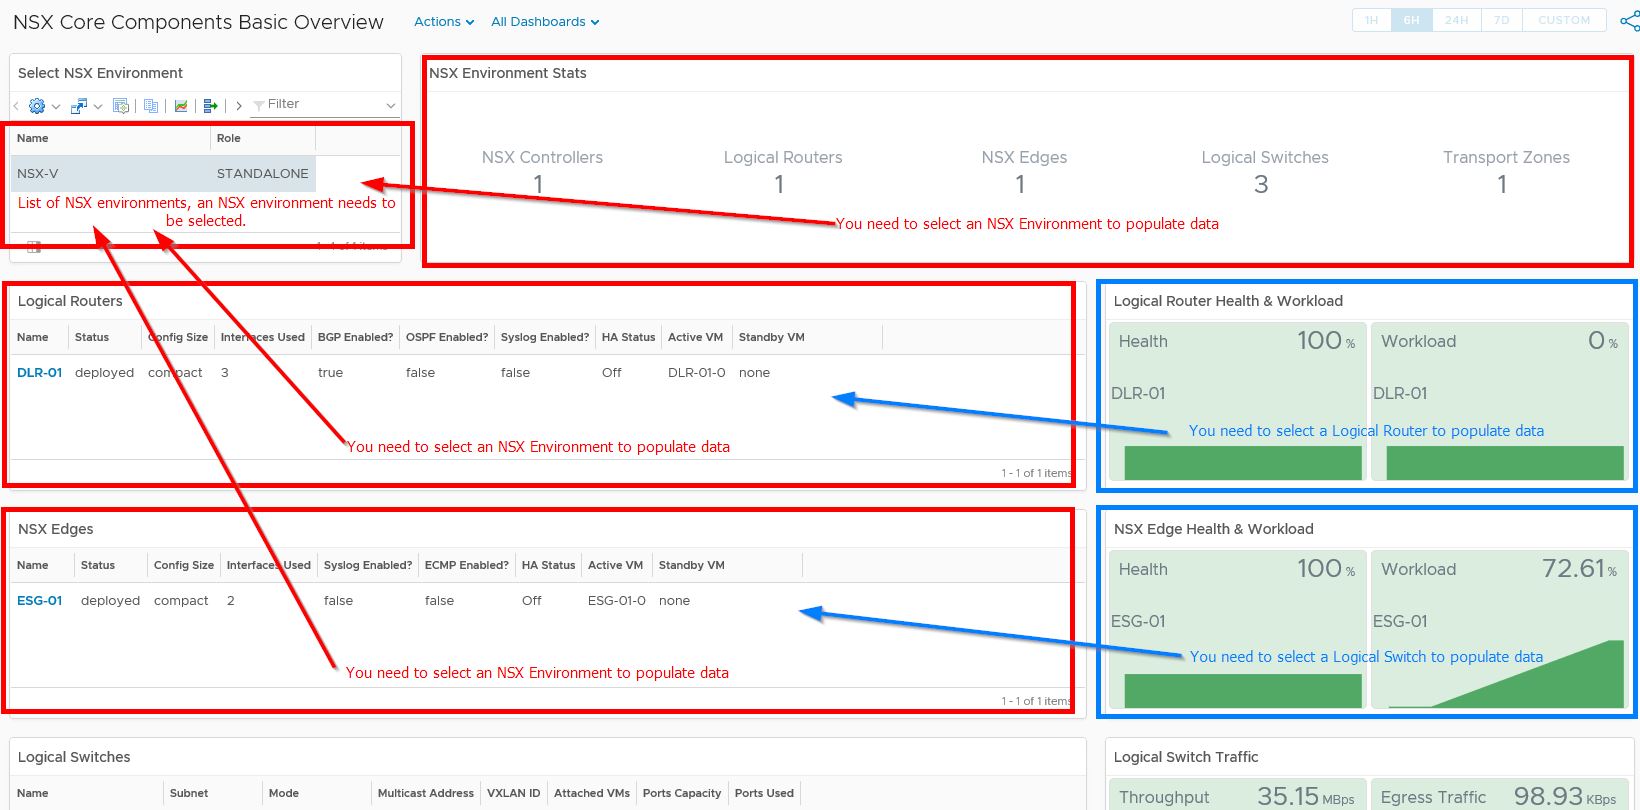 NSX Core Components Basic Overview
Actions
All Dashboards
1H
6H
24H
7D
CUSTOM
Select NSX Environment
Filter
Name
Role
NSX-V
STANDALONE
List of NSX environments, an NSX environment needs to
be selected.
1 - 1 of 1 items
NSX Environment Stats
NSX Controllers
1
Logical Routers
1
NSX Edges
1
Logical Switches
3
Transport Zones
1
You need to select an NSX Environment to populate data
Logical Routers
Name Status Config Size Interfaces Used BGP Enabled? OSPF Enabled? Syslog Enabled? HA Status Active VM Standby VM
DLR-01 deployed compact 3 true false false Off DLR-01-0 none
You need to select an NSX Environment to populate data
1 - 1 of 1 items
Logical Router Health & Workload
Health 100 %
DLR-01
Workload 0 %
DLR-01
You need to select a Logical Router to populate data
NSX Edges
Name Status Config Size Interfaces Used Syslog Enabled? ECMP Enabled? HA Status Active VM Standby VM
ESG-01 deployed compact 2 false false Off ESG-01-0 none
You need to select an NSX Environment to populate data
1 - 1 of 1 items
NSX Edge Health & Workload
Health 100 %
ESG-01
Workload 72.61 %
ESG-01
You need to select a Logical Switch to populate data
Logical Switches
Name Subnet Mode Multicast Address VXLAN ID Attached VMs Ports Capacity Ports Used
Logical Switch Traffic
Throughput 35.15 MBps
Egress Traffic 98.93 KBps